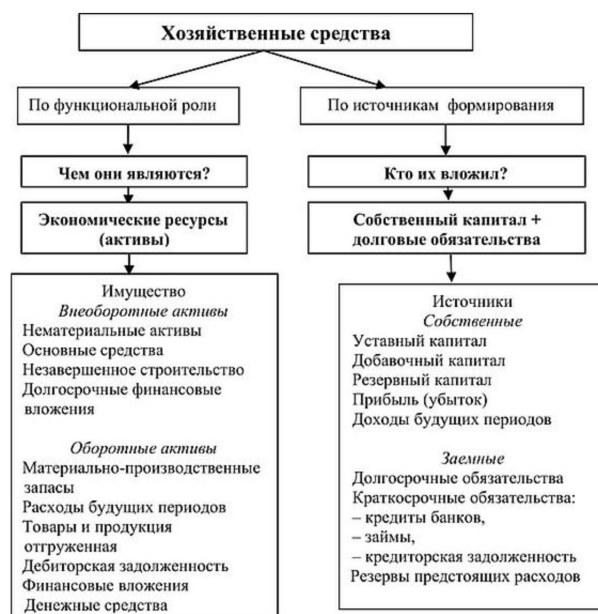 Хозяйственные средства
По функциональной роли
По источникам формирования
Чем они являются?
Кто их вложил?
Экономические ресурсы
(активы)
Собственный капитал +
долговые обязательства
Имущество
Внеоборотные активы
Нематериальные активы
Основные средства
Незавершенное строительство
Долгосрочные финансовые
вложения
Оборотные активы
Материально-производственные
запасы
Расходы будущих периодов
Товары и продукция
отгруженная
Дебиторская задолженность
Финансовые вложения
Денежные средства
Источники
Собственные
Уставный капитал
Добавочный капитал
Резервный капитал
Прибыль (убыток)
Доходы будущих периодов
Заемные
Долгосрочные обязательства
Краткосрочные обязательства:
– кредиты банков,
– займы,
– кредиторская задолженность
Резервы предстоящих расходов